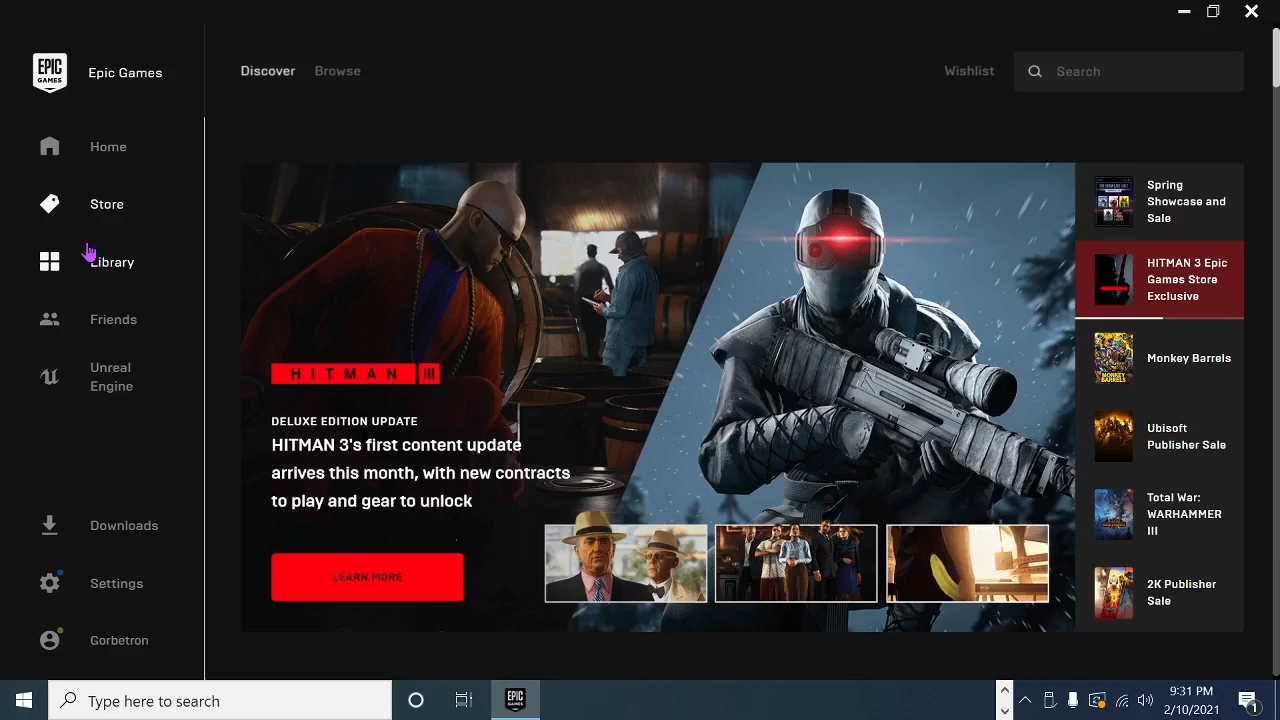 EPIC GAMES
Epic Games
Discover
Browse
Wishlist
Search
Home
Store
Library
Friends
Unreal
Engine
Downloads
Settings
Gorbetron
HITMAN III
DELUXE EDITION UPDATE
HITMAN 3's first content update
arrives this month, with new contracts
to play and gear to unlock
LEARN MORE
Spring
Showcase and
Sale
HITMAN 3 Epic
Games Store
Exclusive
Monkey Barrels
Ubisoft
Publisher Sale
Total War:
WARHAMMER
III
2K Publisher
Sale
Type here to search
EPIC GAMES
9:31 PM
2/10/2021
1